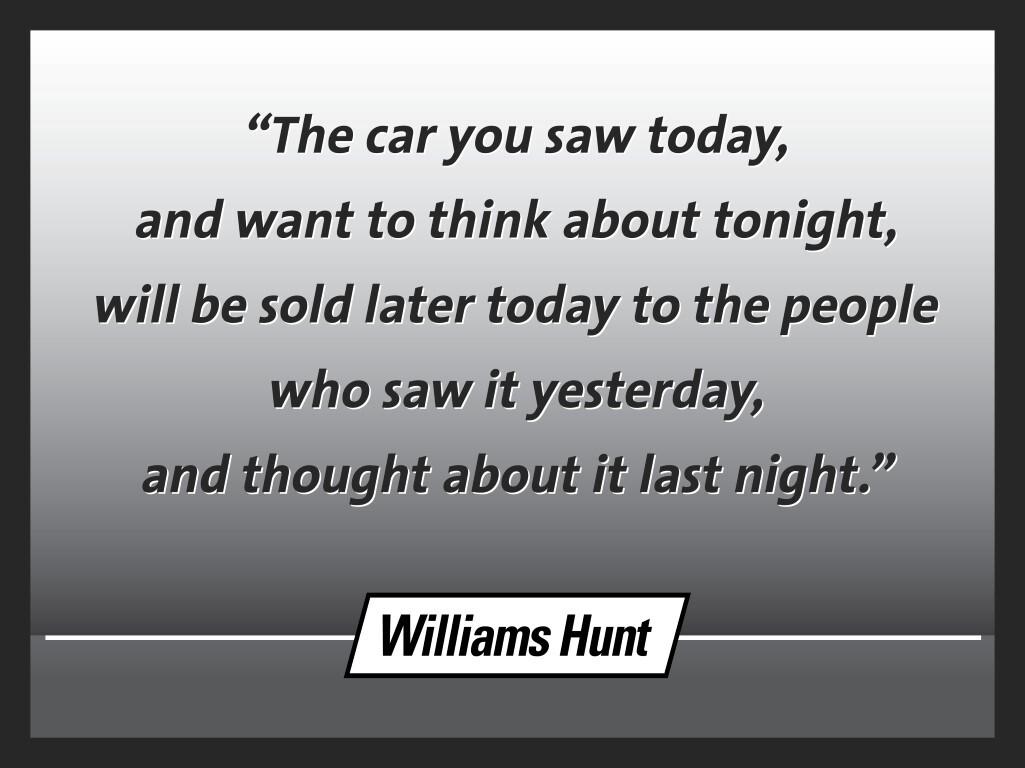 “The car you saw today,
and want to think about tonight,
will be sold later today to the people
who saw it yesterday,
and thought about it last night.”
Williams Hunt